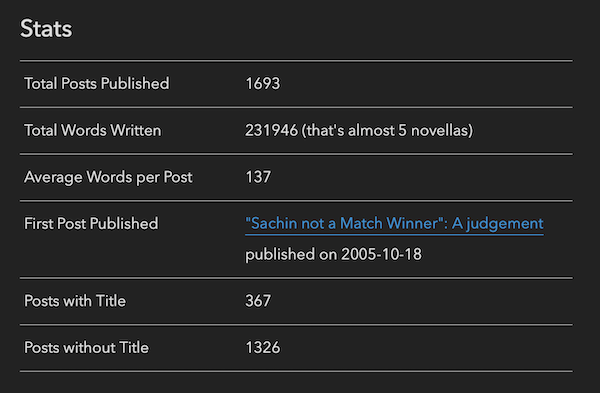 Stats
Total Posts Published 1693
Total Words Written 231946 (that's almost 5 novellas)
Average Words per Post 137
First Post Published "Sachin not a Match Winner": A judgement
published on 2005-10-18
Posts with Title 367
Posts without Title 1326